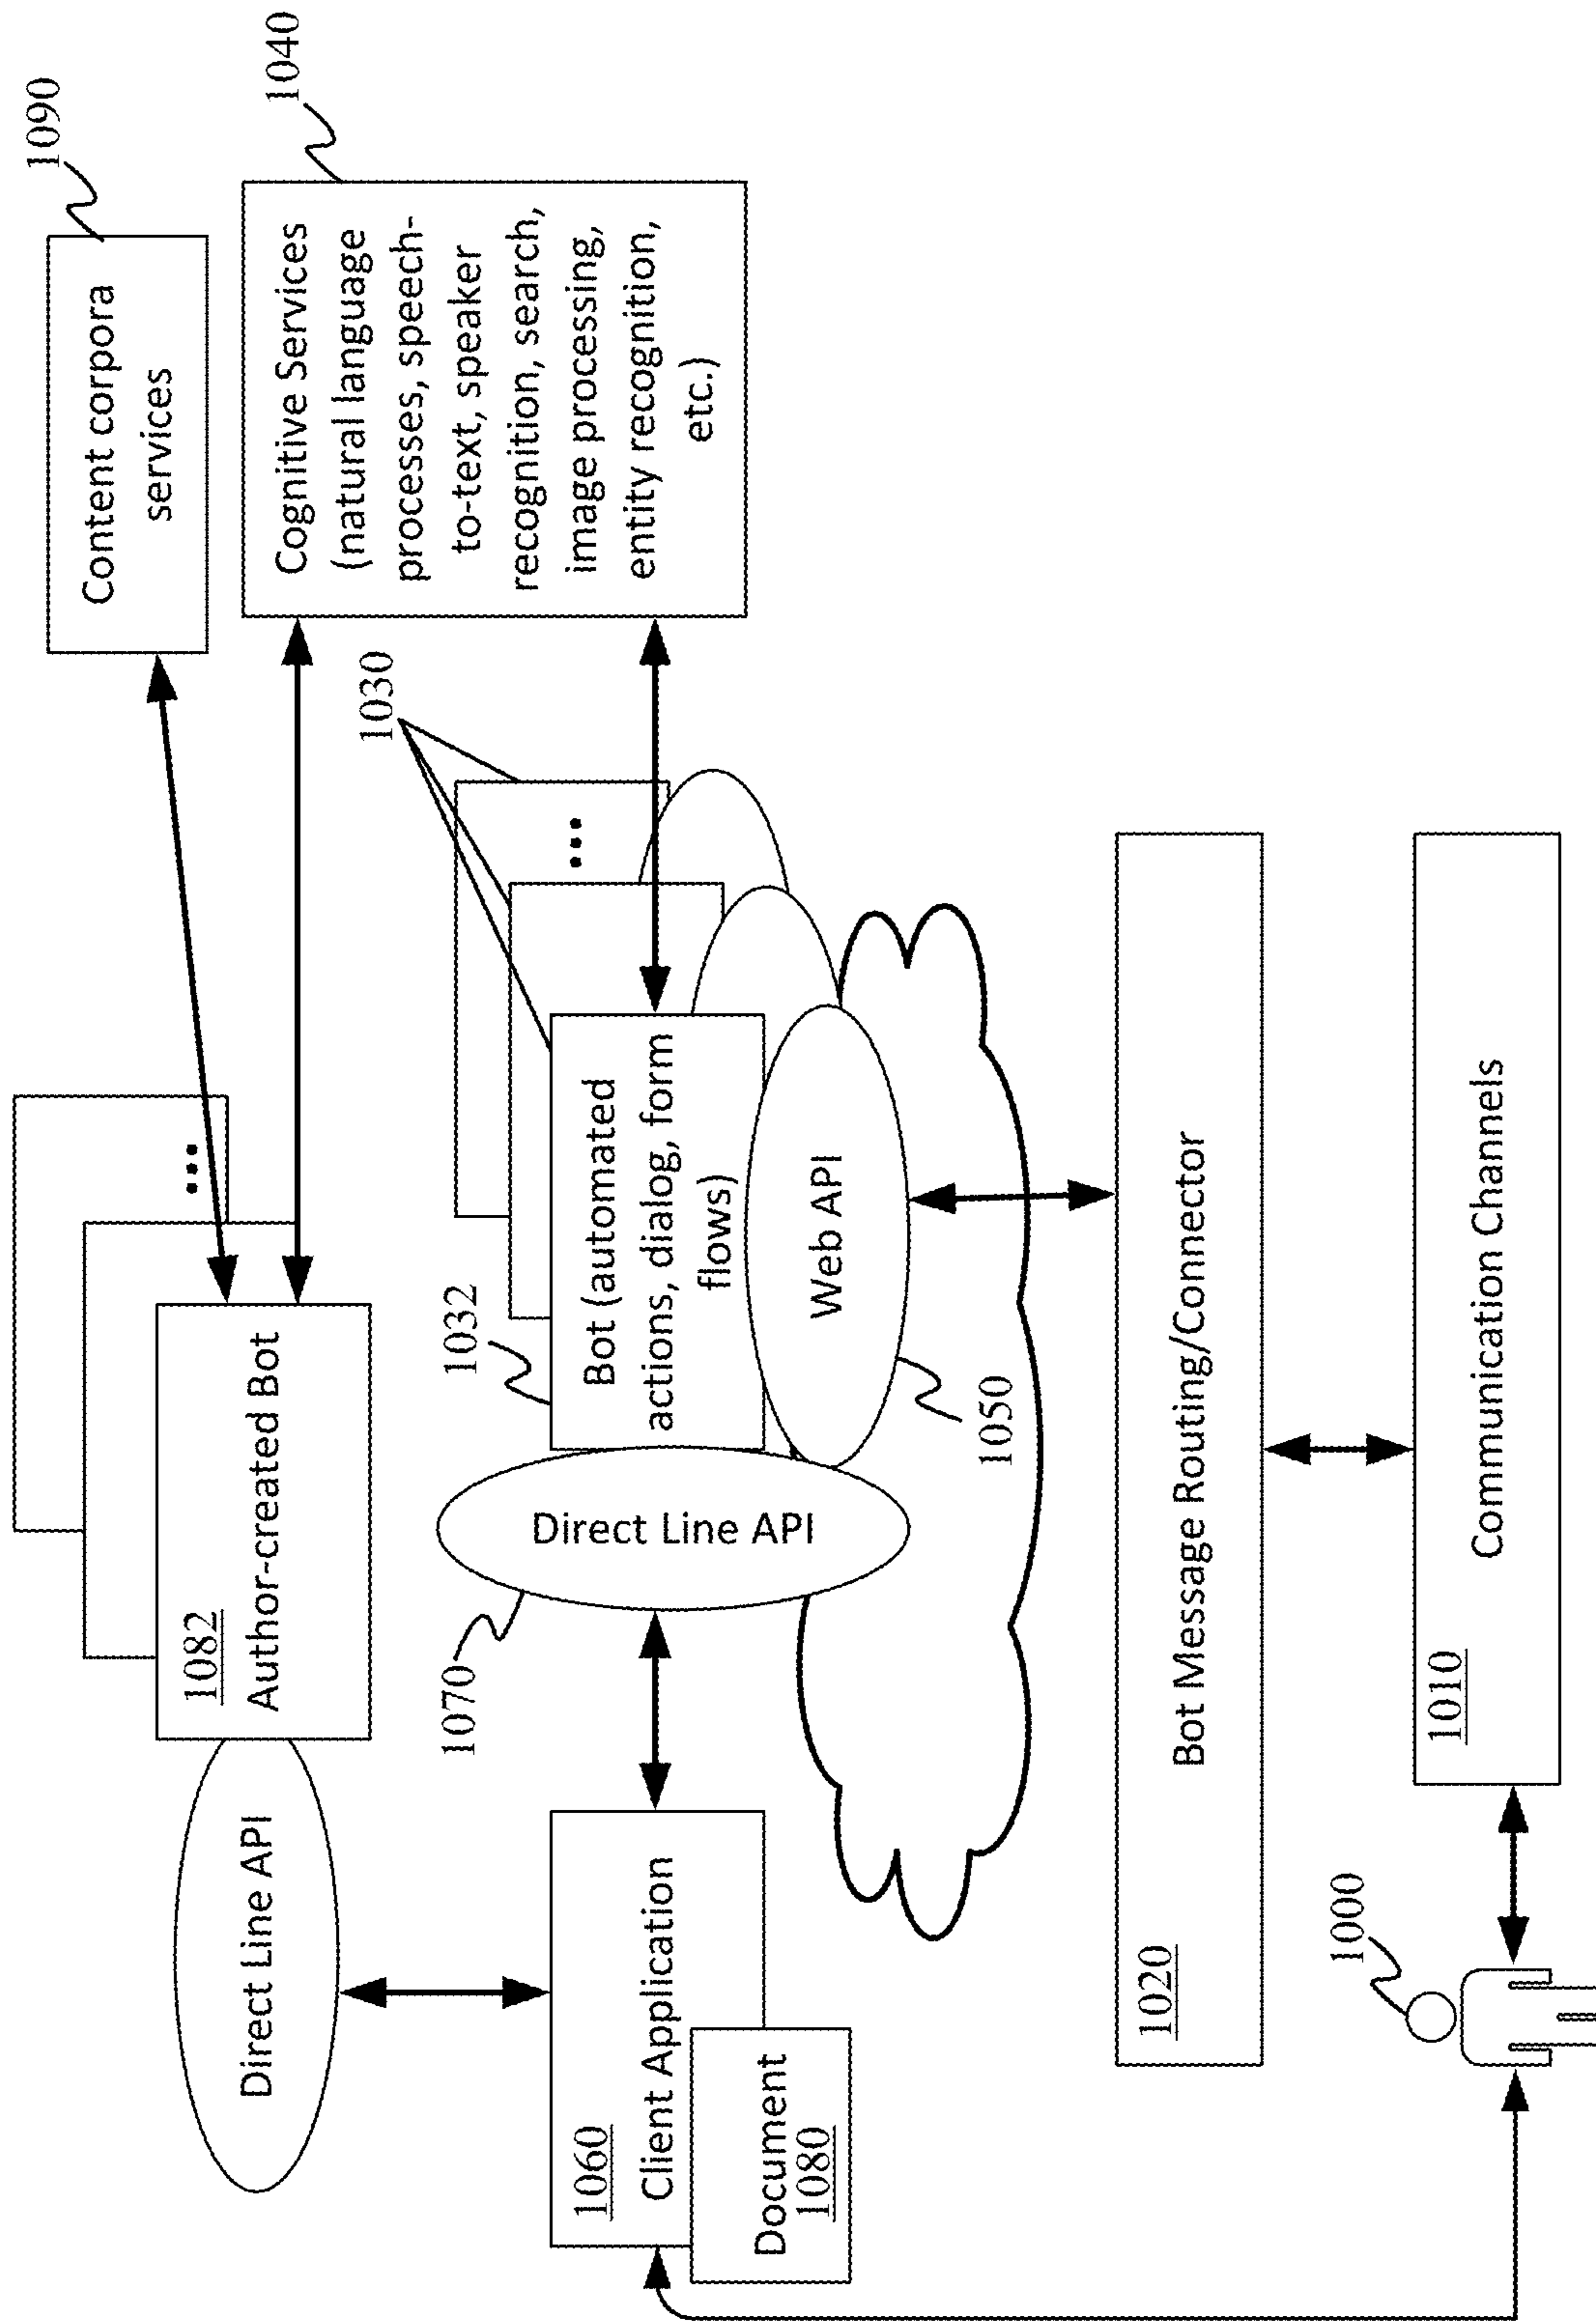 1090
Content corpora
services
1040
Cognitive Services
(natural language
processes, speech-
to-text, speaker
recognition, search,
image processing,
entity recognition,
etc.)
...
1082
Author-created Bot
Direct Line API
1030
...
1032
Bot (automated
actions, dialog, form
flows)
Web API
1050
Direct Line API
1070
1060
Client Application
Document
1080
1020
Bot Message Routing/Connector
1010
Communication Channels
1000